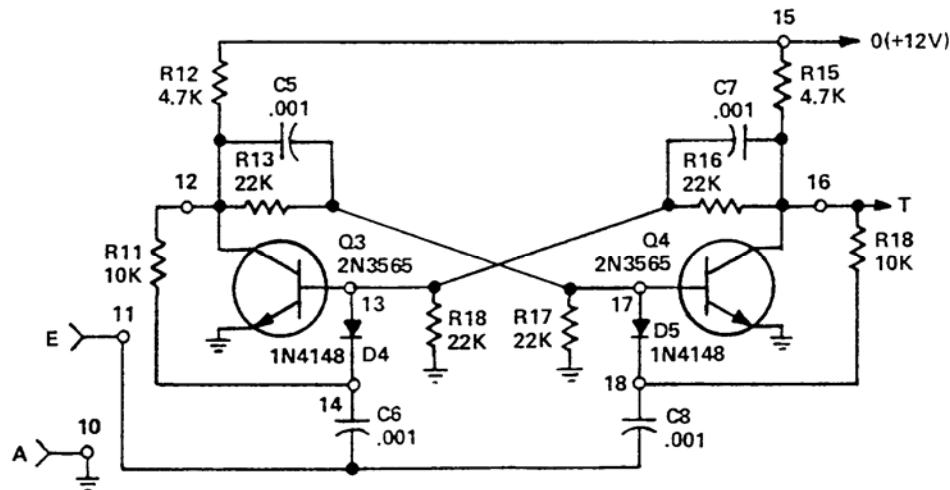 15
0(+12V)
R12
4.7K
C5
.001
C7
.001
R15
4.7K
R13
22K
R16
22K
12
16
T
R11
10K
Q3
2N3565
Q4
2N3565
R18
10K
13
17
11
E
R18
22K
R17
22K
1N4148
D4
D5
1N4148
14
18
C6
.001
C8
.001
10
A